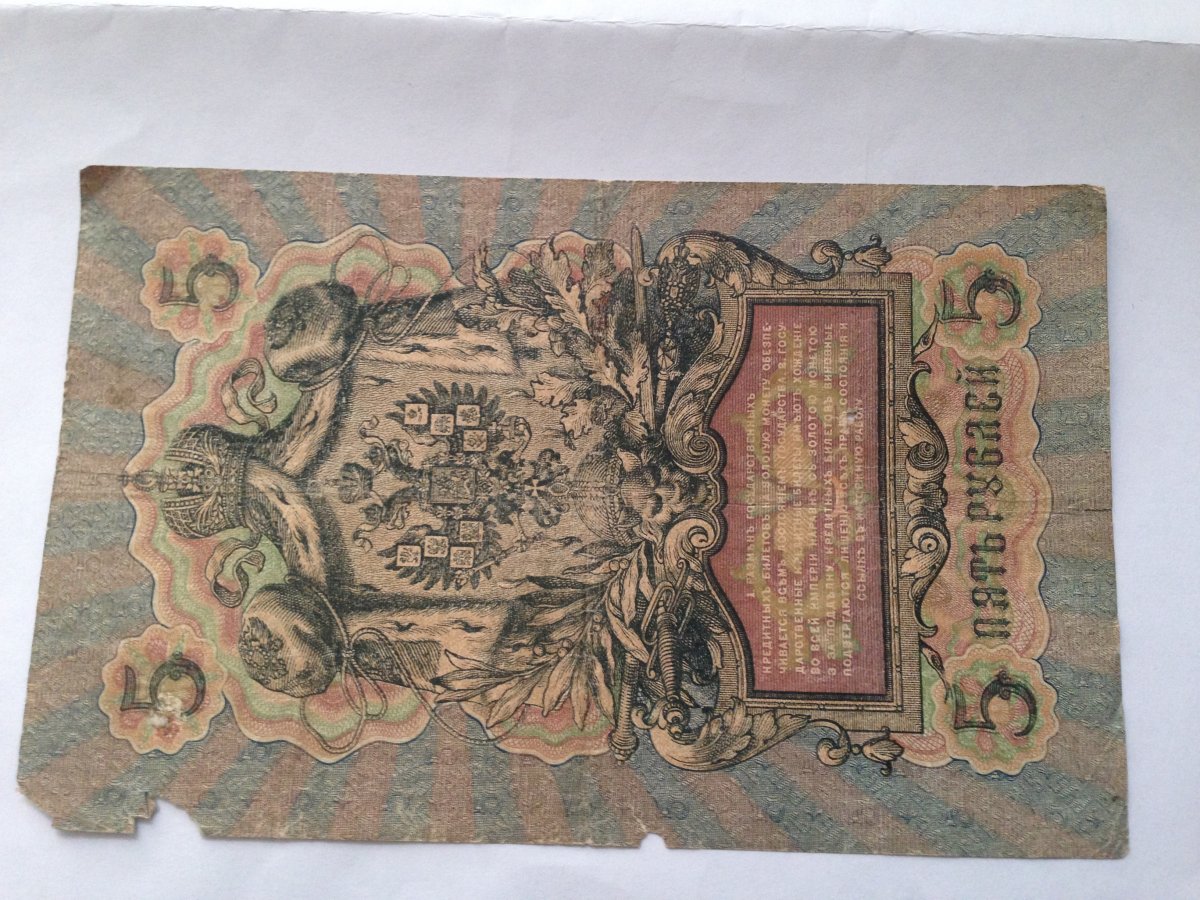 5 5
1. РАЗМѢНЪ ГОСУДАРСТВЕННЫХЪ
КРЕДИТНЫХЪ БИЛЕТОВЪ НА ЗОЛОТУЮ МОНЕТУ ОБЕЗПЕ-
ЧИВАЕТСЯ ВСѢМЪ ДОСТОЯНІЕМЪ ГОСУДАРСТВА. 2. ГОСУ-
ДАРСТВЕННЫЕ КРЕДИТНЫЕ БИЛЕТЫ ИМѢЮТЪ ХОЖДЕНІЕ
ВО ВСЕЙ ИМПЕРІИ НАРАВНѢ СЪ ЗОЛОТОЮ МОНЕТОЮ.
3. ЗА ПОДДѢЛКУ КРЕДИТНЫХЪ БИЛЕТОВЪ ВИНОВНЫЕ
ПОДВЕРГАЮТСЯ ЛИШЕНІЮ ВСѢХЪ ПРАВЪ СОСТОЯНІЯ И
ССЫЛКѢ ВЪ КАТОРЖНУЮ РАБОТУ.
5 ПЯТЬ РУБЛЕЙ 5